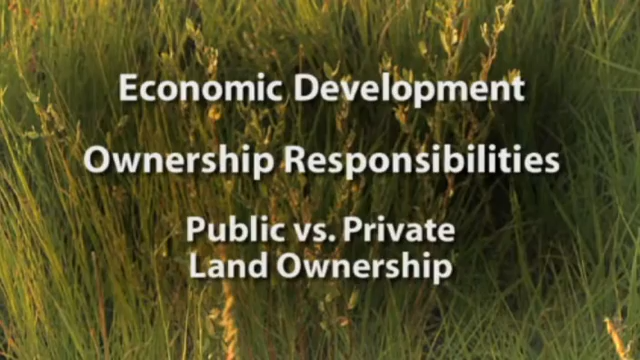 Economic Development
Ownership Responsibilities
Public vs. Private
Land Ownership